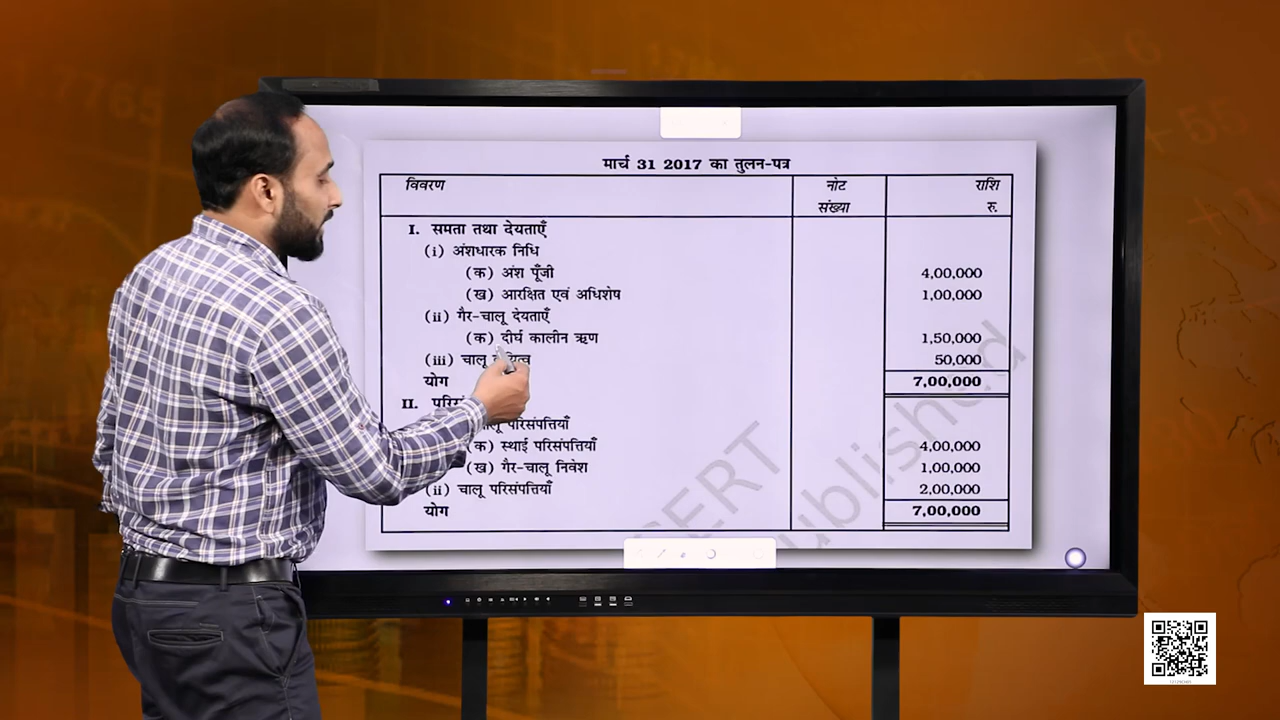 मार्च 31 2017 का तुलन-पत्र
विवरण नोट संख्या राशि रु.
I. समता तथा देयताएँ
(i) अंशधारक निधि
(क) अंश पूँजी 4,00,000
(ख) आरक्षित एवं अधिशेष 1,00,000
(ii) गैर-चालू देयताएँ
(क) दीर्घ कालीन ऋण 1,50,000
(iii) चालू 50,000
योग 7,00,000
II.
चालू परिसंपत्तियाँ
(क) स्थाई परिसंपत्तियाँ 4,00,000
(ख) गैर-चालू निवेश 1,00,000
(ii) चालू परिसंपत्तियाँ 2,00,000
योग 7,00,000